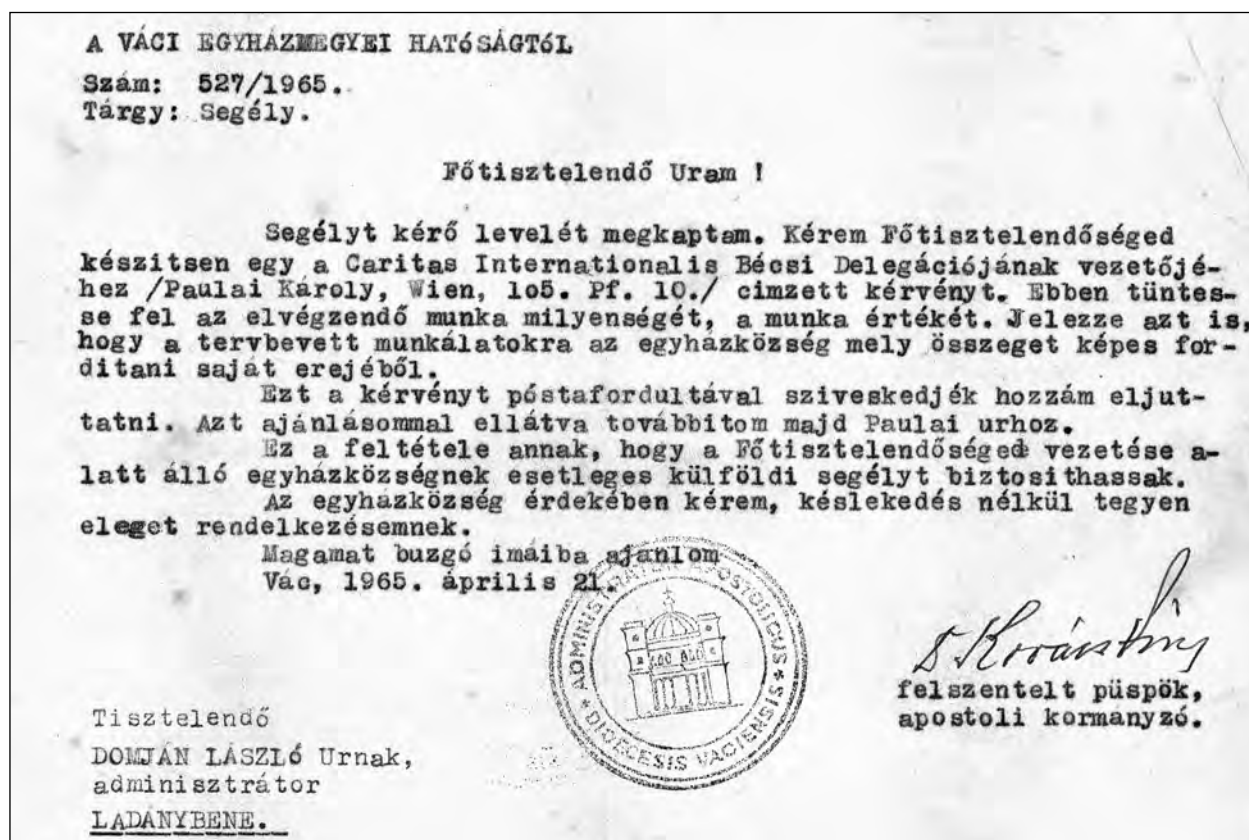 A VÁCI EGYHÁZMEGYEI HATóSÁGTóL
Szám: 527/1965.
Tárgy: Segély.
Főtisztelendő Uram !
Segélyt kérő levelét megkaptam. Kérem Főtisztelendőséged
készitsen egy a Caritas Internationalis Bécsi Delegációjának vezetőjé-
hez /Paulai Károly, Wien, lo5. Pf. 10./ cimzett kérvényt. Ebben tüntes-
se fel az elvégzendő munka milyenségét, a munka értékét. Jelezze azt is,
hogy a tervbevett munkálatokra az egyházközség mely összeget képes for-
ditani saját erejéből.
Ezt a kérvényt póstafordultával sziveskedjék hozzám eljut-
tatni. Azt ajánlásommal ellátva továbbitom majd Paulai urhoz.
Ez a feltétele annak, hogy a Főtisztelendőséged vezetése a-
latt álló egyházközségnek esetleges külföldi segélyt biztosithassak.
Az egyházközség érdekében kérem, késlekedés nélkül tegyen
eleget rendelkezésemnek.
Magamat buzgó imáiba ajánlom
Vác, 1965. április 21.
ADMINISTRATOR APOSTOLICUS * DIOECESIS VACIENSIS *
felszentelt püspök,
apostoli kormányzó.
Tisztelendő
DOMJÁN LÁSZLó Urnak,
adminisztrátor
LADÁNYBENE.